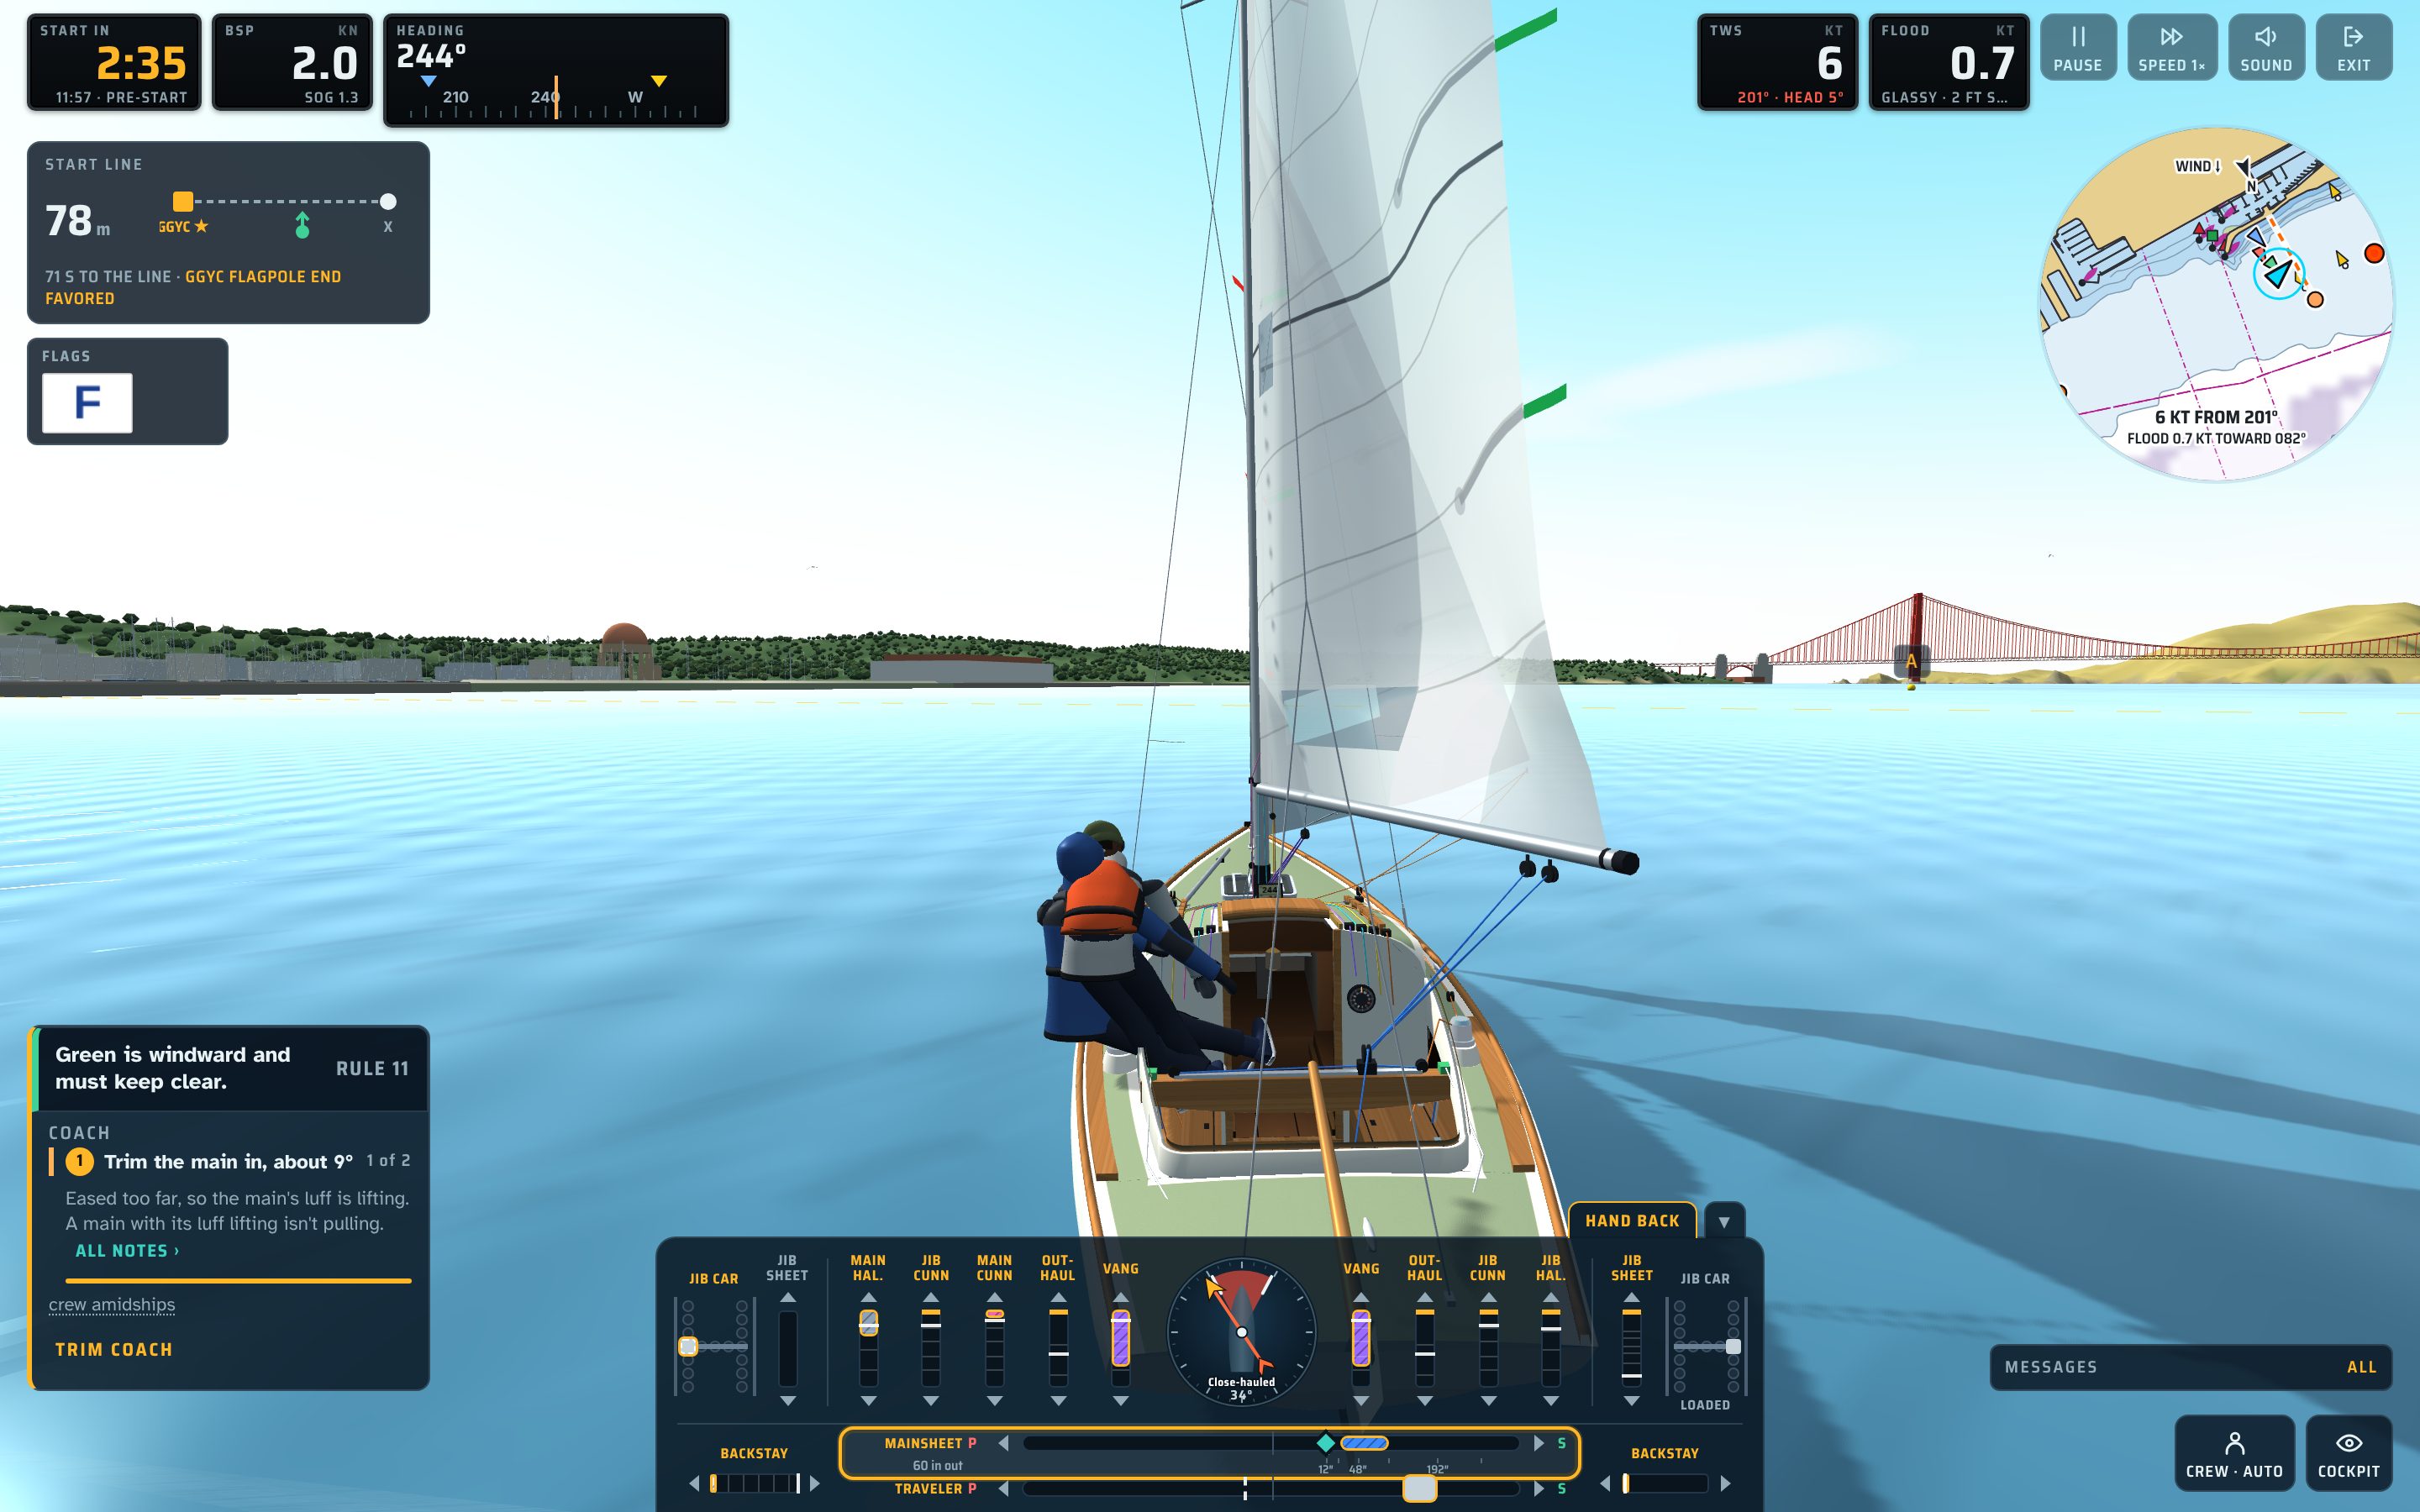 START IN
2:35
11:57 · PRE-START
BSP KN
2.0
SOG 1.3
HEADING
244°
210 240 W
TWS KT
6
201° · HEAD 5°
FLOOD KT
0.7
GLASSY · 2 FT S...
PAUSE
SPEED 1×
SOUND
EXIT
START LINE
78 m
GGYC ★ X
71 S TO THE LINE · GGYC FLAGPOLE END
FAVORED
FLAGS
F
WIND ↓
N
6 KT FROM 201°
FLOOD 0.7 KT TOWARD 082°
A
244
Green is windward and
must keep clear.
RULE 11
COACH
1 Trim the main in, about 9° 1 of 2
Eased too far, so the main's luff is lifting.
A main with its luff lifting isn't pulling.
ALL NOTES ›
crew amidships
TRIM COACH
HAND BACK ▼
JIB CAR
JIB SHEET
MAIN HAL.
JIB CUNN
MAIN CUNN
OUT-HAUL
VANG
Close-hauled
34°
VANG
OUT-HAUL
JIB CUNN
JIB HAL.
JIB SHEET
JIB CAR
LOADED
BACKSTAY
MAINSHEET P S
60 in out
12" 48" 192"
TRAVELER P S
BACKSTAY
MESSAGES ALL
CREW · AUTO
COCKPIT